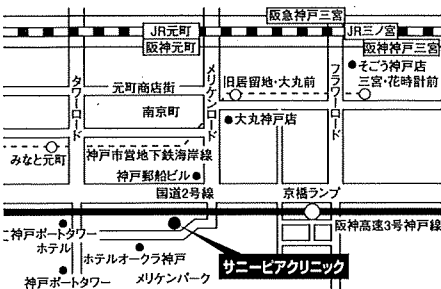 阪急神戸三宮
JR元町
JR三ノ宮
阪神元町
阪神神戸三宮
そごう神戸店
タワーロード
元町商店街
メリケンロード
旧居留地・大丸前
フラワーロード
三宮・花時計前
南京町
大丸神戸店
みなと元町
神戸市営地下鉄海岸線
神戸郵船ビル
国道2号線
京橋ランプ
阪神高速3号神戸線
神戸ポートタワー
ホテル
ホテルオークラ神戸
サニーピアクリニック
神戸ポートタワー
メリケンパーク